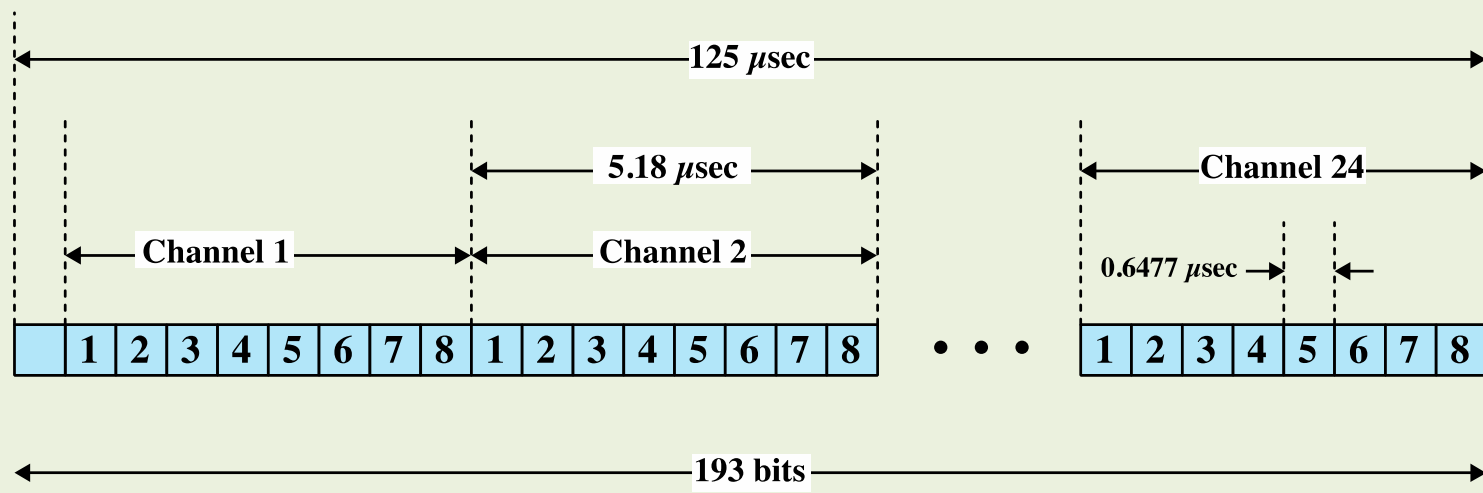 125 µsec
5.18 µsec
Channel 24
Channel 1
Channel 2
0.6477 µsec
1 2 3 4 5 6 7 8 1 2 3 4 5 6 7 8 • • • 1 2 3 4 5 6 7 8
193 bits